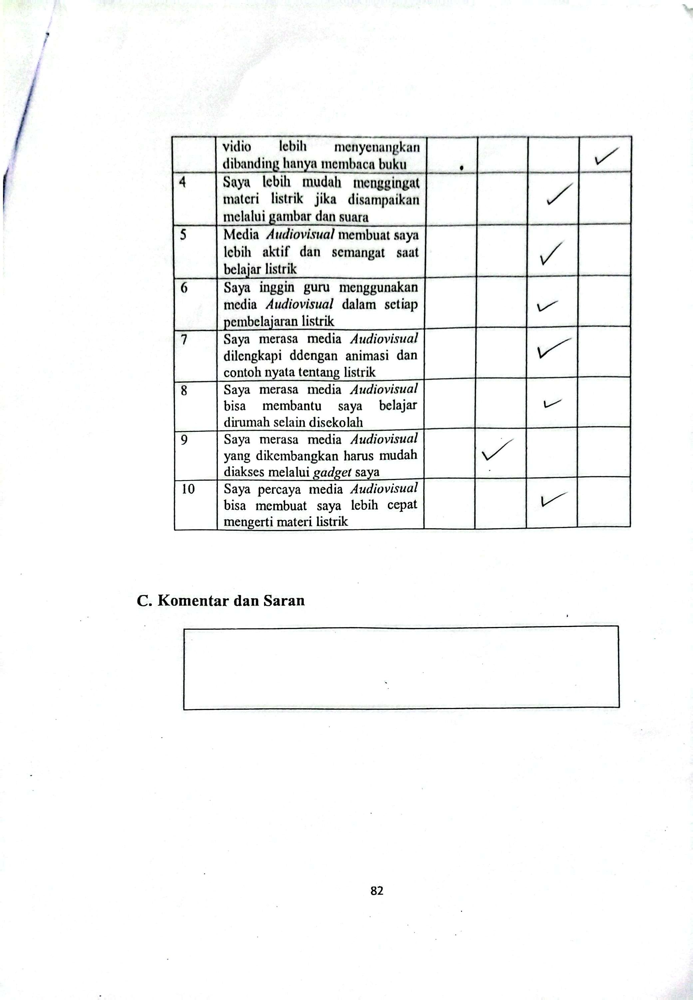 vidio lebih menyenangkan
dibanding hanya membaca buku ✓
4 Saya lebih mudah menggingat
materi listrik jika disampaikan ✓
melalui gambar dan suara
5 Media Audiovisual membuat saya
lebih aktif dan semangat saat ✓
belajar listrik
6 Saya inggin guru menggunakan
media Audiovisual dalam setiap ✓
pembelajaran listrik
7 Saya merasa media Audiovisual
dilengkapi ddengan animasi dan ✓
contoh nyata tentang listrik
8 Saya merasa media Audiovisual
bisa membantu saya belajar ✓
dirumah selain disekolah
9 Saya merasa media Audiovisual
yang dikembangkan harus mudah ✓
diakses melalui gadget saya
10 Saya percaya media Audiovisual
bisa membuat saya lebih cepat ✓
mengerti materi listrik
C. Komentar dan Saran
82